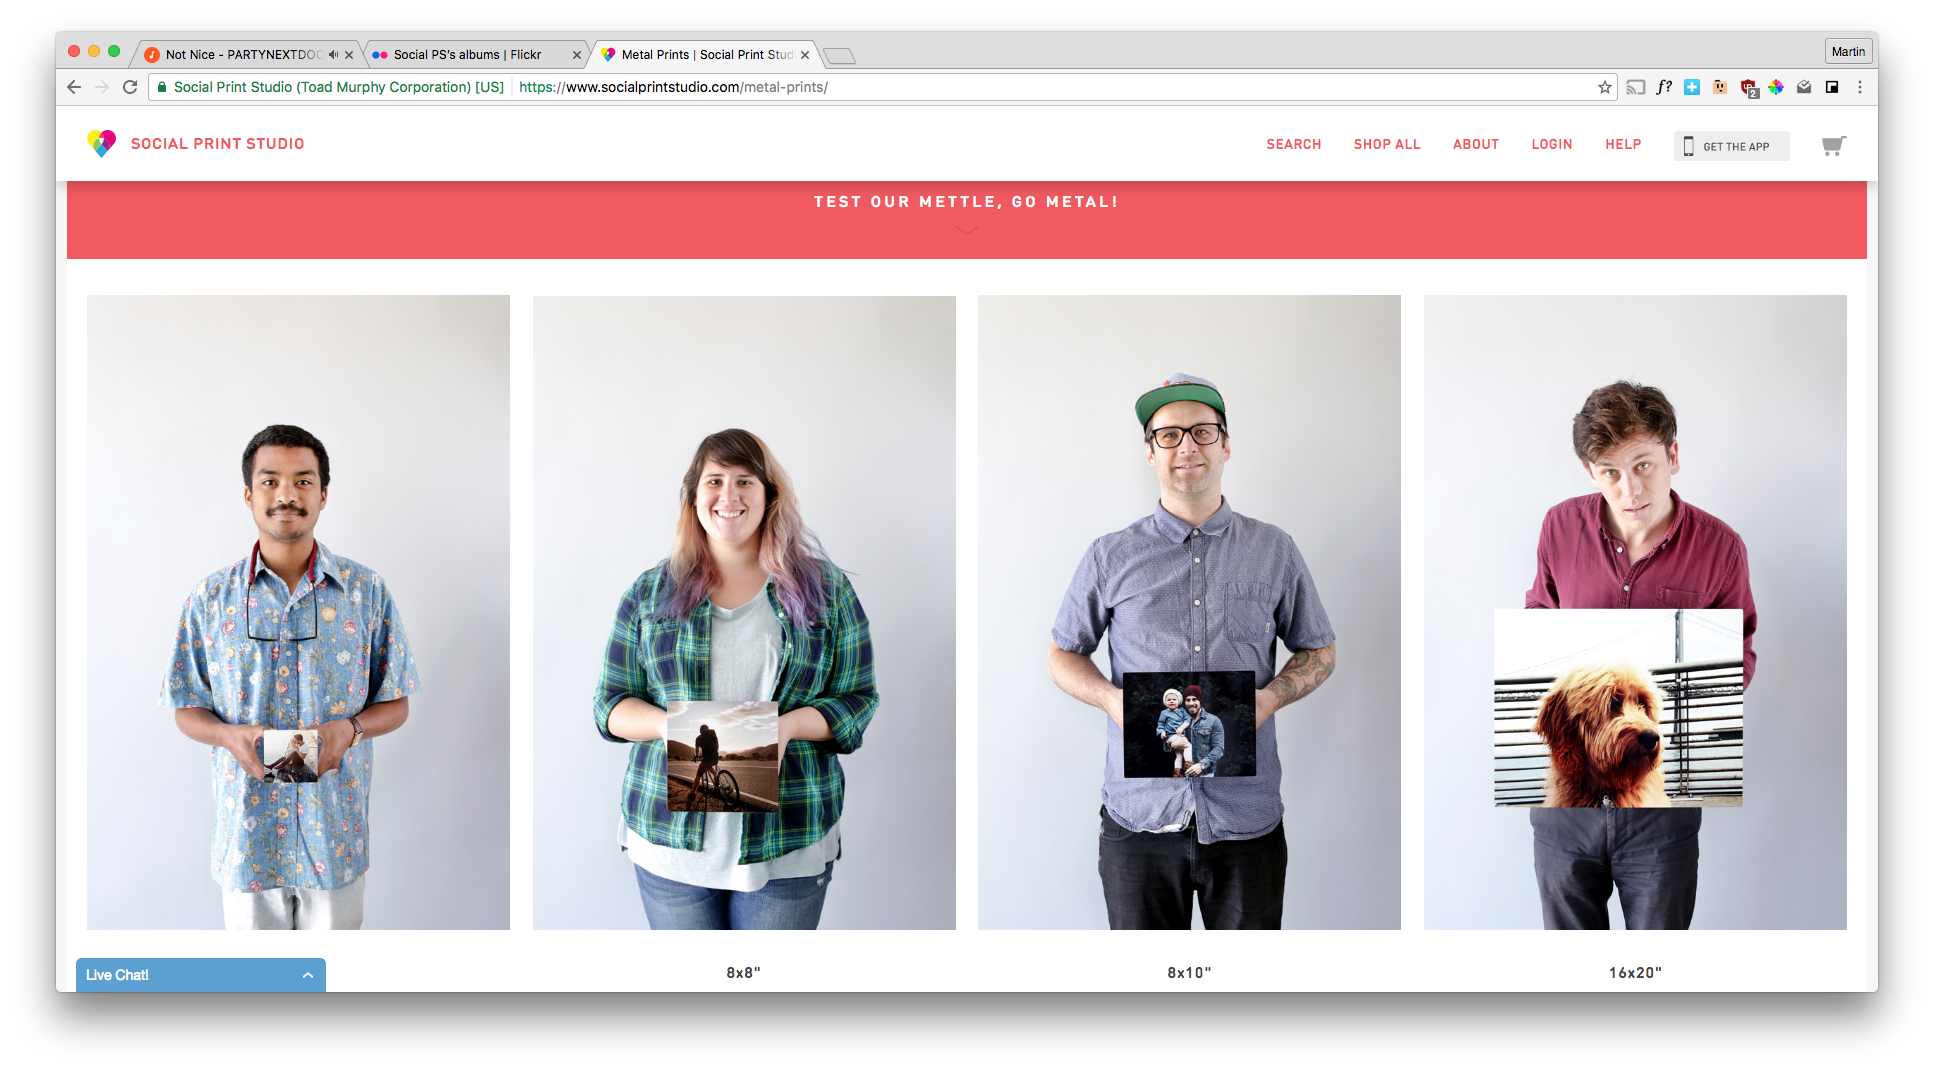 Not Nice - PARTYNEXTDOO
Social PS's albums | Flickr
Metal Prints | Social Print Stud
Martin
Social Print Studio (Toad Murphy Corporation) [US]
https://www.socialprintstudio.com/metal-prints/
f?
2
SOCIAL PRINT STUDIO
SEARCH
SHOP ALL
ABOUT
LOGIN
HELP
GET THE APP
TEST OUR METTLE, GO METAL!
Live Chat!
8x8"
8x10"
16x20"